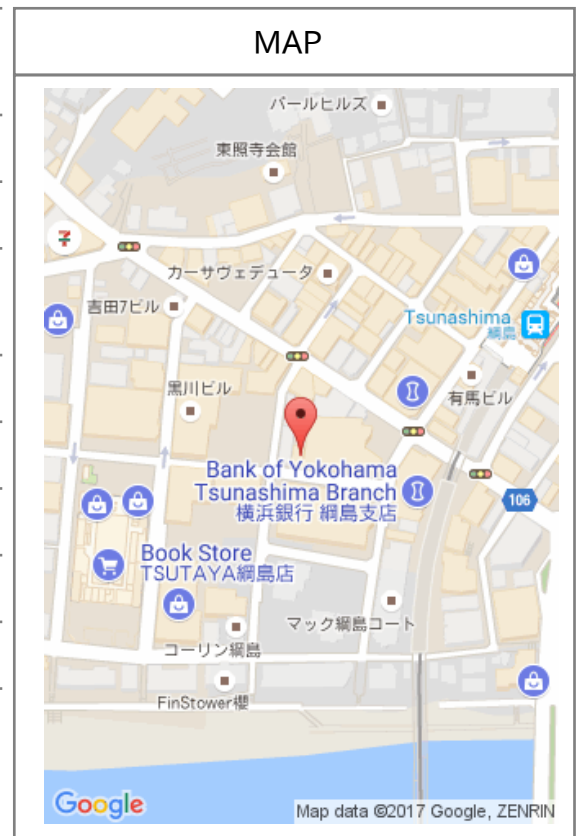 MAP
パールヒルズ
東照寺会館
カーサヴェデュータ
吉田7ビル
Tsunashima
綱島
黒川ビル
有馬ビル
Bank of Yokohama
Tsunashima Branch
横浜銀行 綱島支店
106
Book Store
TSUTAYA綱島店
マック綱島コート
コーリン綱島
FinStower櫻
Google
Map data ©2017 Google, ZENRIN